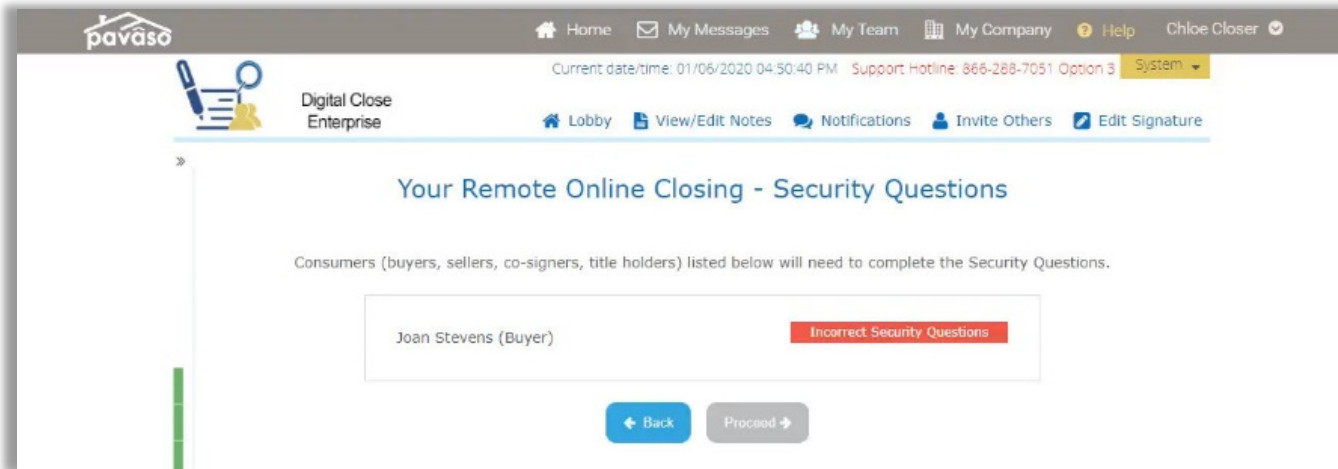 pavaso Home My Messages My Team My Company Help Chloe Closer
Current date/time: 01/06/2020 04:50:40 PM Support Hotline: 866-288-7051 Option 3 System
Digital Close
Enterprise
Lobby View/Edit Notes Notifications Invite Others Edit Signature
»
Your Remote Online Closing - Security Questions
Consumers (buyers, sellers, co-signers, title holders) listed below will need to complete the Security Questions.
Joan Stevens (Buyer) Incorrect Security Questions
Back Proceed